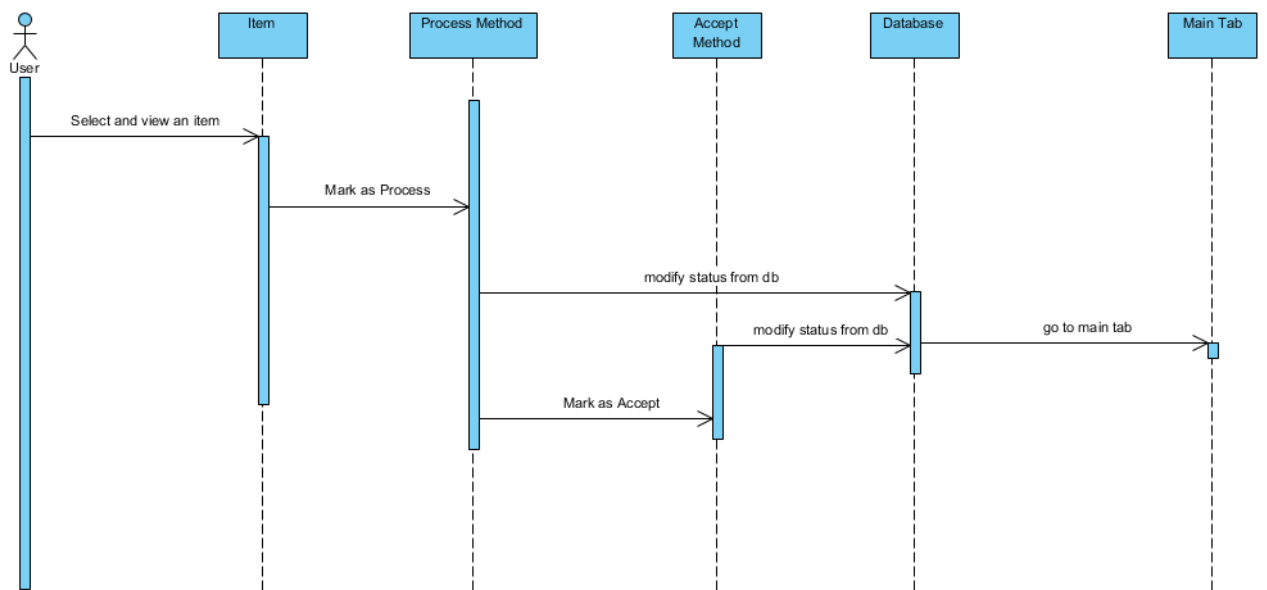 Item
Process Method
Accept
Method
Database
Main Tab
User
Select and view an item
Mark as Process
modify status from db
modify status from db
go to main tab
Mark as Accept